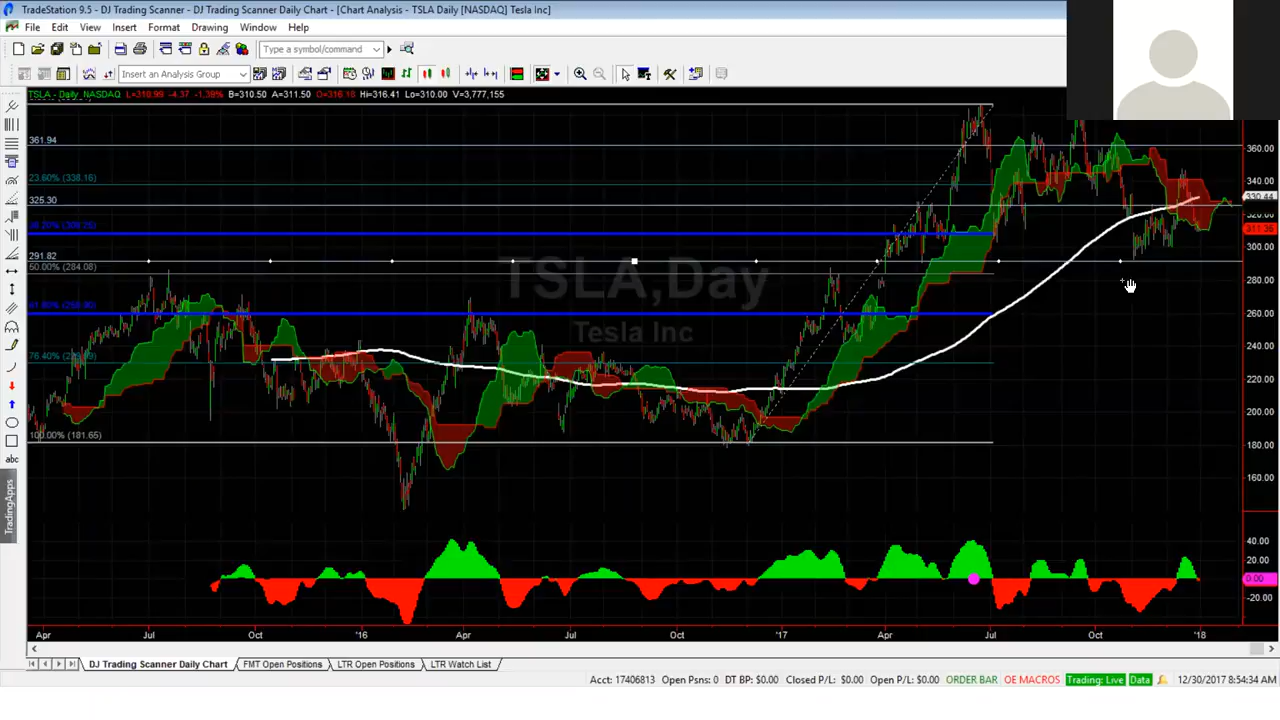 TradeStation 9.5 - DJ Trading Scanner - DJ Trading Scanner Daily Chart - [Chart Analysis - TSLA Daily [NASDAQ] Tesla Inc]
File Edit View Insert Format Drawing Window Help
Type a symbol/command
Insert an Analysis Group
TSLA - Daily NASDAQ L=310.99 -4.37 -1.39% B=310.50 A=311.50 O=316.18 Hi=316.41 Lo=310.00 V=3,777,155
361.94
360.00
23.60% (338.16)
340.00
325.30
330.44
320.00
311.36
300.00
291.82
50.00% (284.08)
280.00
TSLA,Day
Tesla Inc
260.00
240.00
220.00
200.00
100.00% (181.65)
180.00
160.00
40.00
20.00
0.00
-20.00
Apr Jul Oct '16 Apr Jul Oct '17 Apr Jul Oct '18
abc
TradingApps
DJ Trading Scanner Daily Chart FMT Open Positions LTR Open Positions LTR Watch List
Acct: 17406813 Open Psns: 0 DT BP: $0.00 Closed P/L: $0.00 Open P/L: $0.00 ORDER BAR OE MACROS Trading: Live Data 12/30/2017 8:54:34 AM